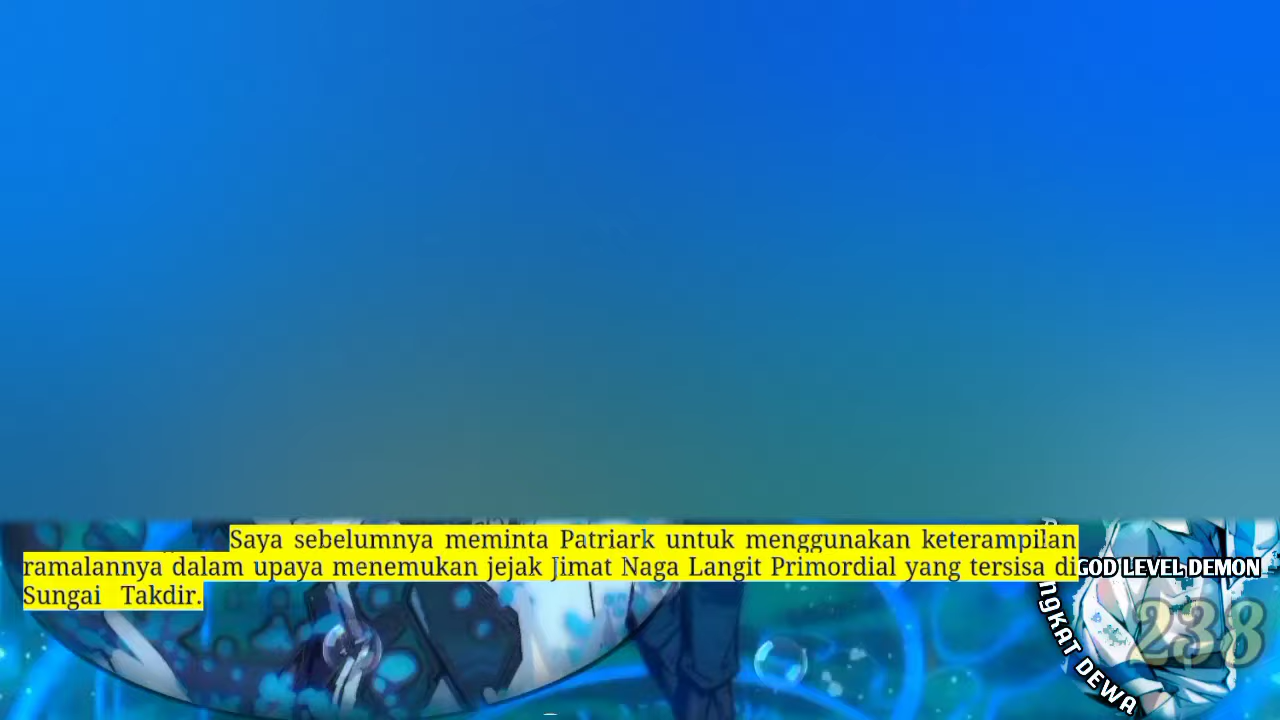 Saya sebelumnya meminta Patriark untuk menggunakan keterampilan
ramalannya dalam upaya menemukan jejak Jimat Naga Langit Primordial yang tersisa di
Sungai Takdir.
GOD LEVEL DEMON
238
NGKAT DEWA